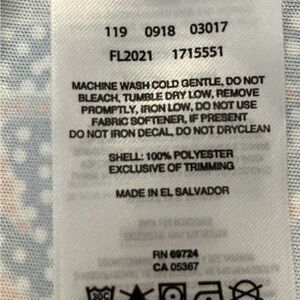 119 0918 03017
FL2021 1715551
MACHINE WASH COLD GENTLE, DO NOT
BLEACH, TUMBLE DRY LOW, REMOVE
PROMPTLY, IRON LOW, DO NOT USE
FABRIC SOFTENER, IF PRESENT
DO NOT IRON DECAL, DO NOT DRYCLEAN
SHELL: 100% POLYESTER
EXCLUSIVE OF TRIMMING
MADE IN EL SALVADOR
RN 69724
CA 05367
30C